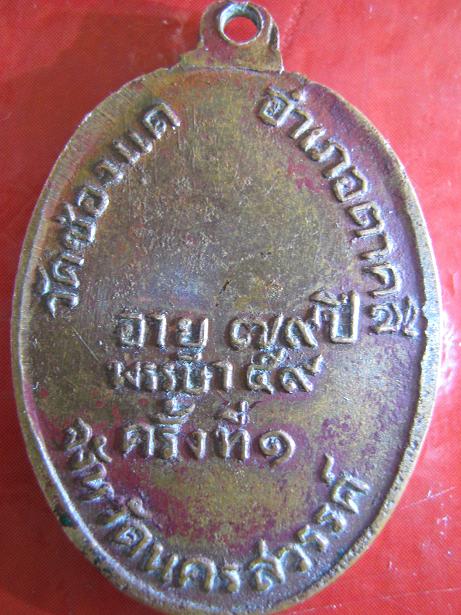 วัดช่องแค
อำเภอตาคลี
อายุ ๗๙ ปี
พรรษา ๕๙
ครั้งที่ ๑
จังหวัดนครสวรรค์